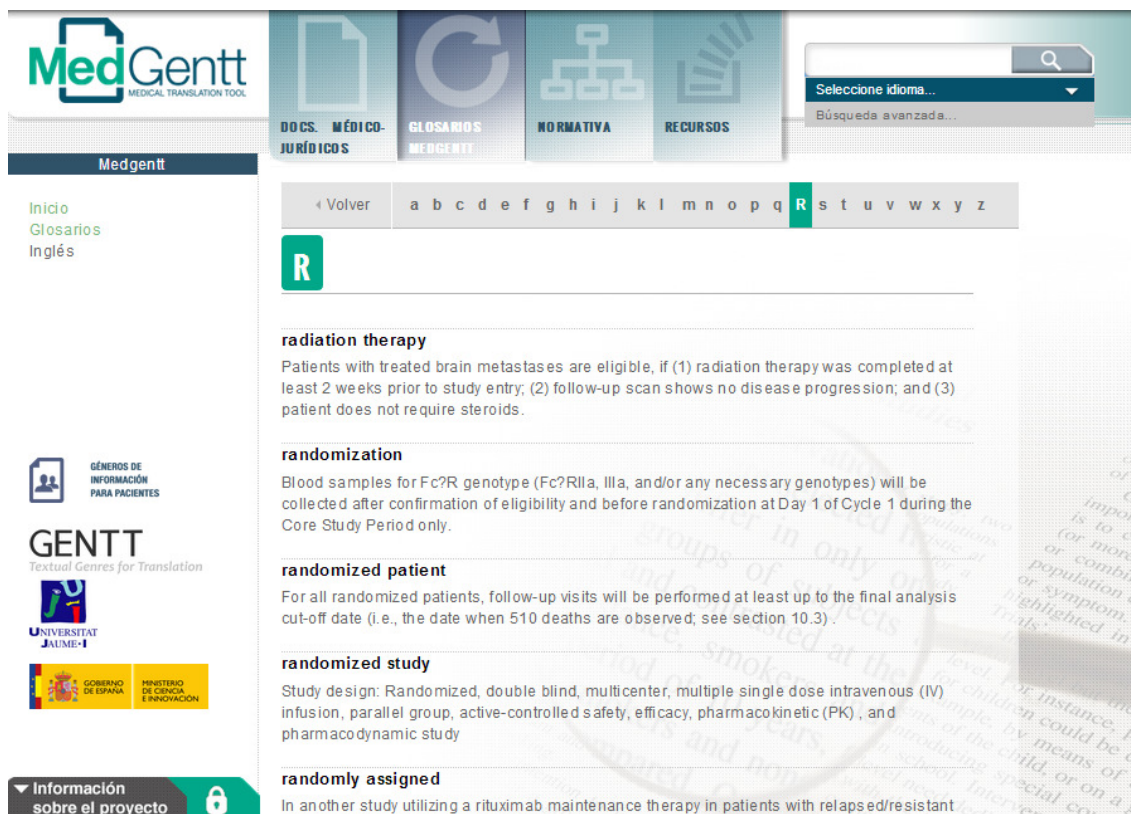 MedGentt
MEDICAL TRANSLATION TOOL
DOCS. MÉDICO-
JURÍDICOS
GLOSARIOS
MEDGENTT
NORMATIVA
RECURSOS
Seleccione idioma...
Búsqueda avanzada...
Medgentt
Inicio
Glosarios
Inglés
Volver a b c d e f g h i j k l m n o p q R s t u v w x y z
R
radiation therapy
Patients with treated brain metastases are eligible, if (1) radiation therapy was completed at
least 2 weeks prior to study entry; (2) follow-up scan shows no disease progression; and (3)
patient does not require steroids.
randomization
Blood samples for Fc?R genotype (Fc?RIIa, IIIa, and/or any necessary genotypes) will be
collected after confirmation of eligibility and before randomization at Day 1 of Cycle 1 during the
Core Study Period only.
randomized patient
For all randomized patients, follow-up visits will be performed at least up to the final analysis
cut-off date (i.e., the date when 510 deaths are observed; see section 10.3) .
randomized study
Study design: Randomized, double blind, multicenter, multiple single dose intravenous (IV)
infusion, parallel group, active-controlled safety, efficacy, pharmacokinetic (PK) , and
pharmacodynamic study
randomly assigned
In another study utilizing a rituximab maintenance therapy in patients with relapsed/resistant
GÉNEROS DE
INFORMACIÓN
PARA PACIENTES
GENTT
Textual Genres for Translation
UNIVERSITAT
JAUME·I
GOBIERNO
DE ESPAÑA
MINISTERIO
DE CIENCIA
E INNOVACIÓN
Información
sobre el proyecto